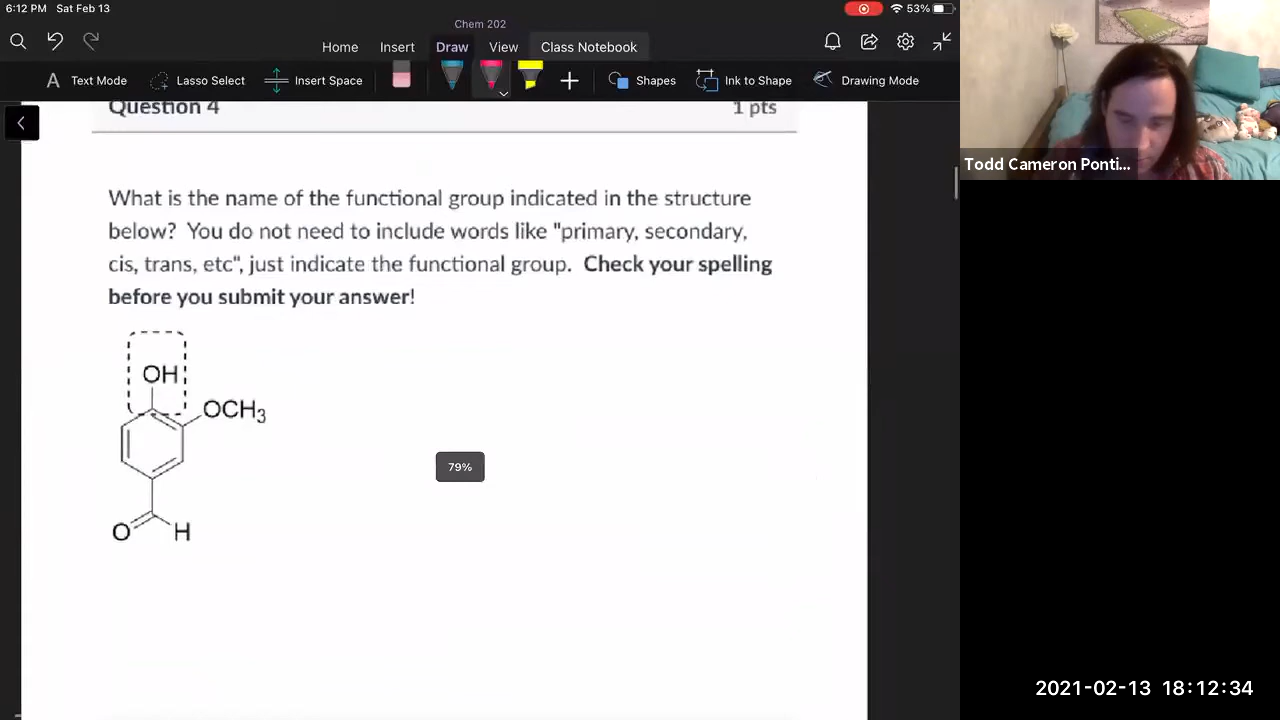 6:12 PM Sat Feb 13
53%
Chem 202
Home Insert Draw View Class Notebook
A Text Mode Lasso Select Insert Space Shapes Ink to Shape Drawing Mode
Question 4 1 pts
What is the name of the functional group indicated in the structure
below? You do not need to include words like "primary, secondary,
cis, trans, etc", just indicate the functional group. Check your spelling
before you submit your answer!
OH
OCH3
O H
79%
Todd Cameron Ponti...
2021-02-13 18:12:34